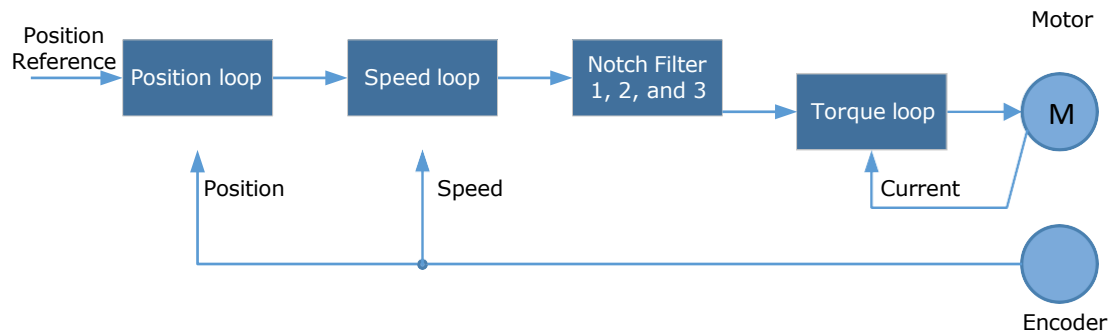 Motor
Position
Reference
Position loop
Speed loop
Notch Filter
1, 2, and 3
Torque loop
M
Position
Speed
Current
Encoder